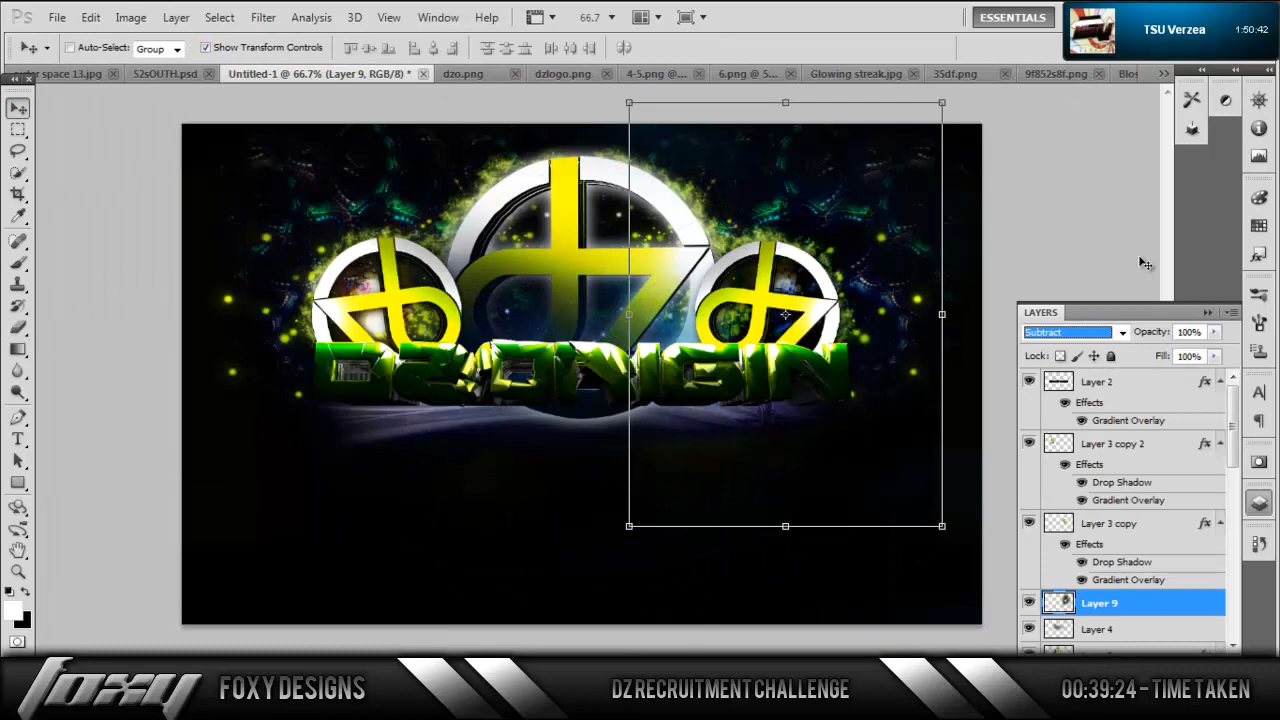 Ps File Edit Image Layer Select Filter Analysis 3D View Window Help 66.7 ESSENTIALS
TSU Verzea 1:50:42
Auto-Select: Group Show Transform Controls
space 13.jpg 52sOUTH.psd Untitled-1 @ 66.7% (Layer 9, RGB/8) * dzo.png dzlogo.png 4-5.png @... 6.png @ 5... Glowing streak.jpg 35df.png 9f852s8f.png
DZ
LAYERS
Subtract Opacity: 100%
Lock: Fill: 100%
Layer 2 fx
Effects
Gradient Overlay
Layer 3 copy 2 fx
Effects
Drop Shadow
Gradient Overlay
Layer 3 copy fx
Effects
Drop Shadow
Gradient Overlay
Layer 9
Layer 4
foxy FOXY DESIGNS DZ RECRUITMENT CHALLENGE 00:39:24 - TIME TAKEN